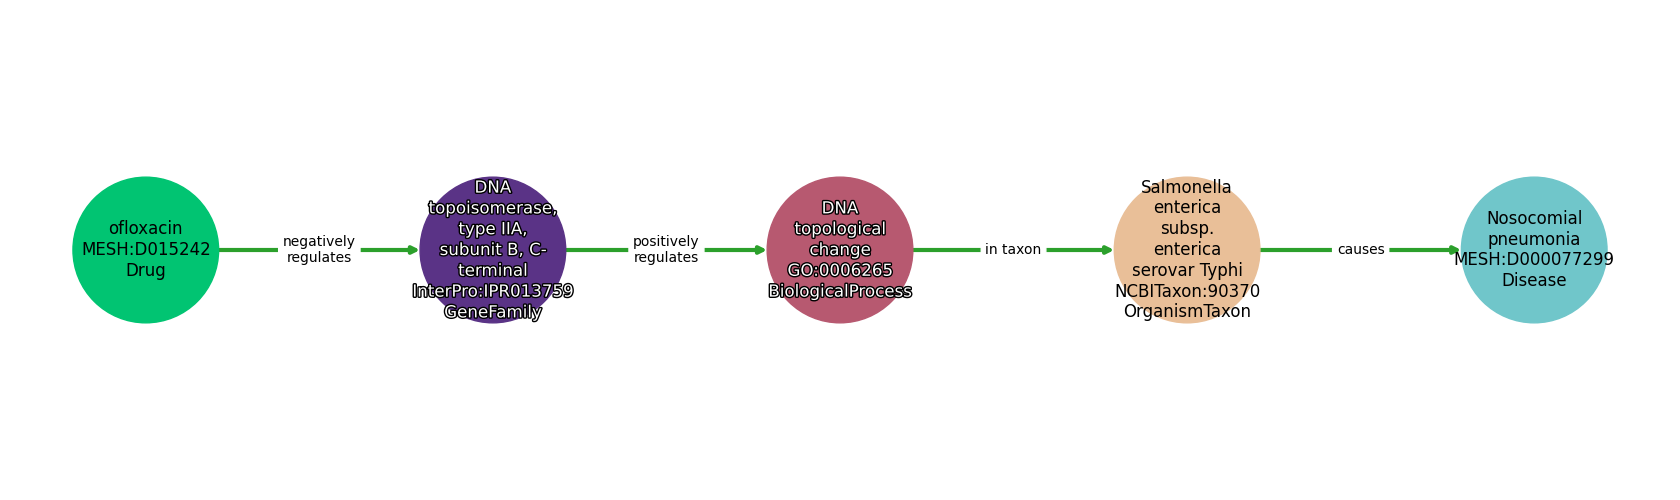 ofloxacin
MESH:D015242
Drug
negatively
regulates
DNA
topoisomerase,
type IIA,
subunit B, C-
terminal
InterPro:IPR013759
GeneFamily
positively
regulates
DNA
topological
change
GO:0006265
BiologicalProcess
in taxon
Salmonella
enterica
subsp.
enterica
serovar Typhi
NCBITaxon:90370
OrganismTaxon
causes
Nosocomial
pneumonia
MESH:D000077299
Disease